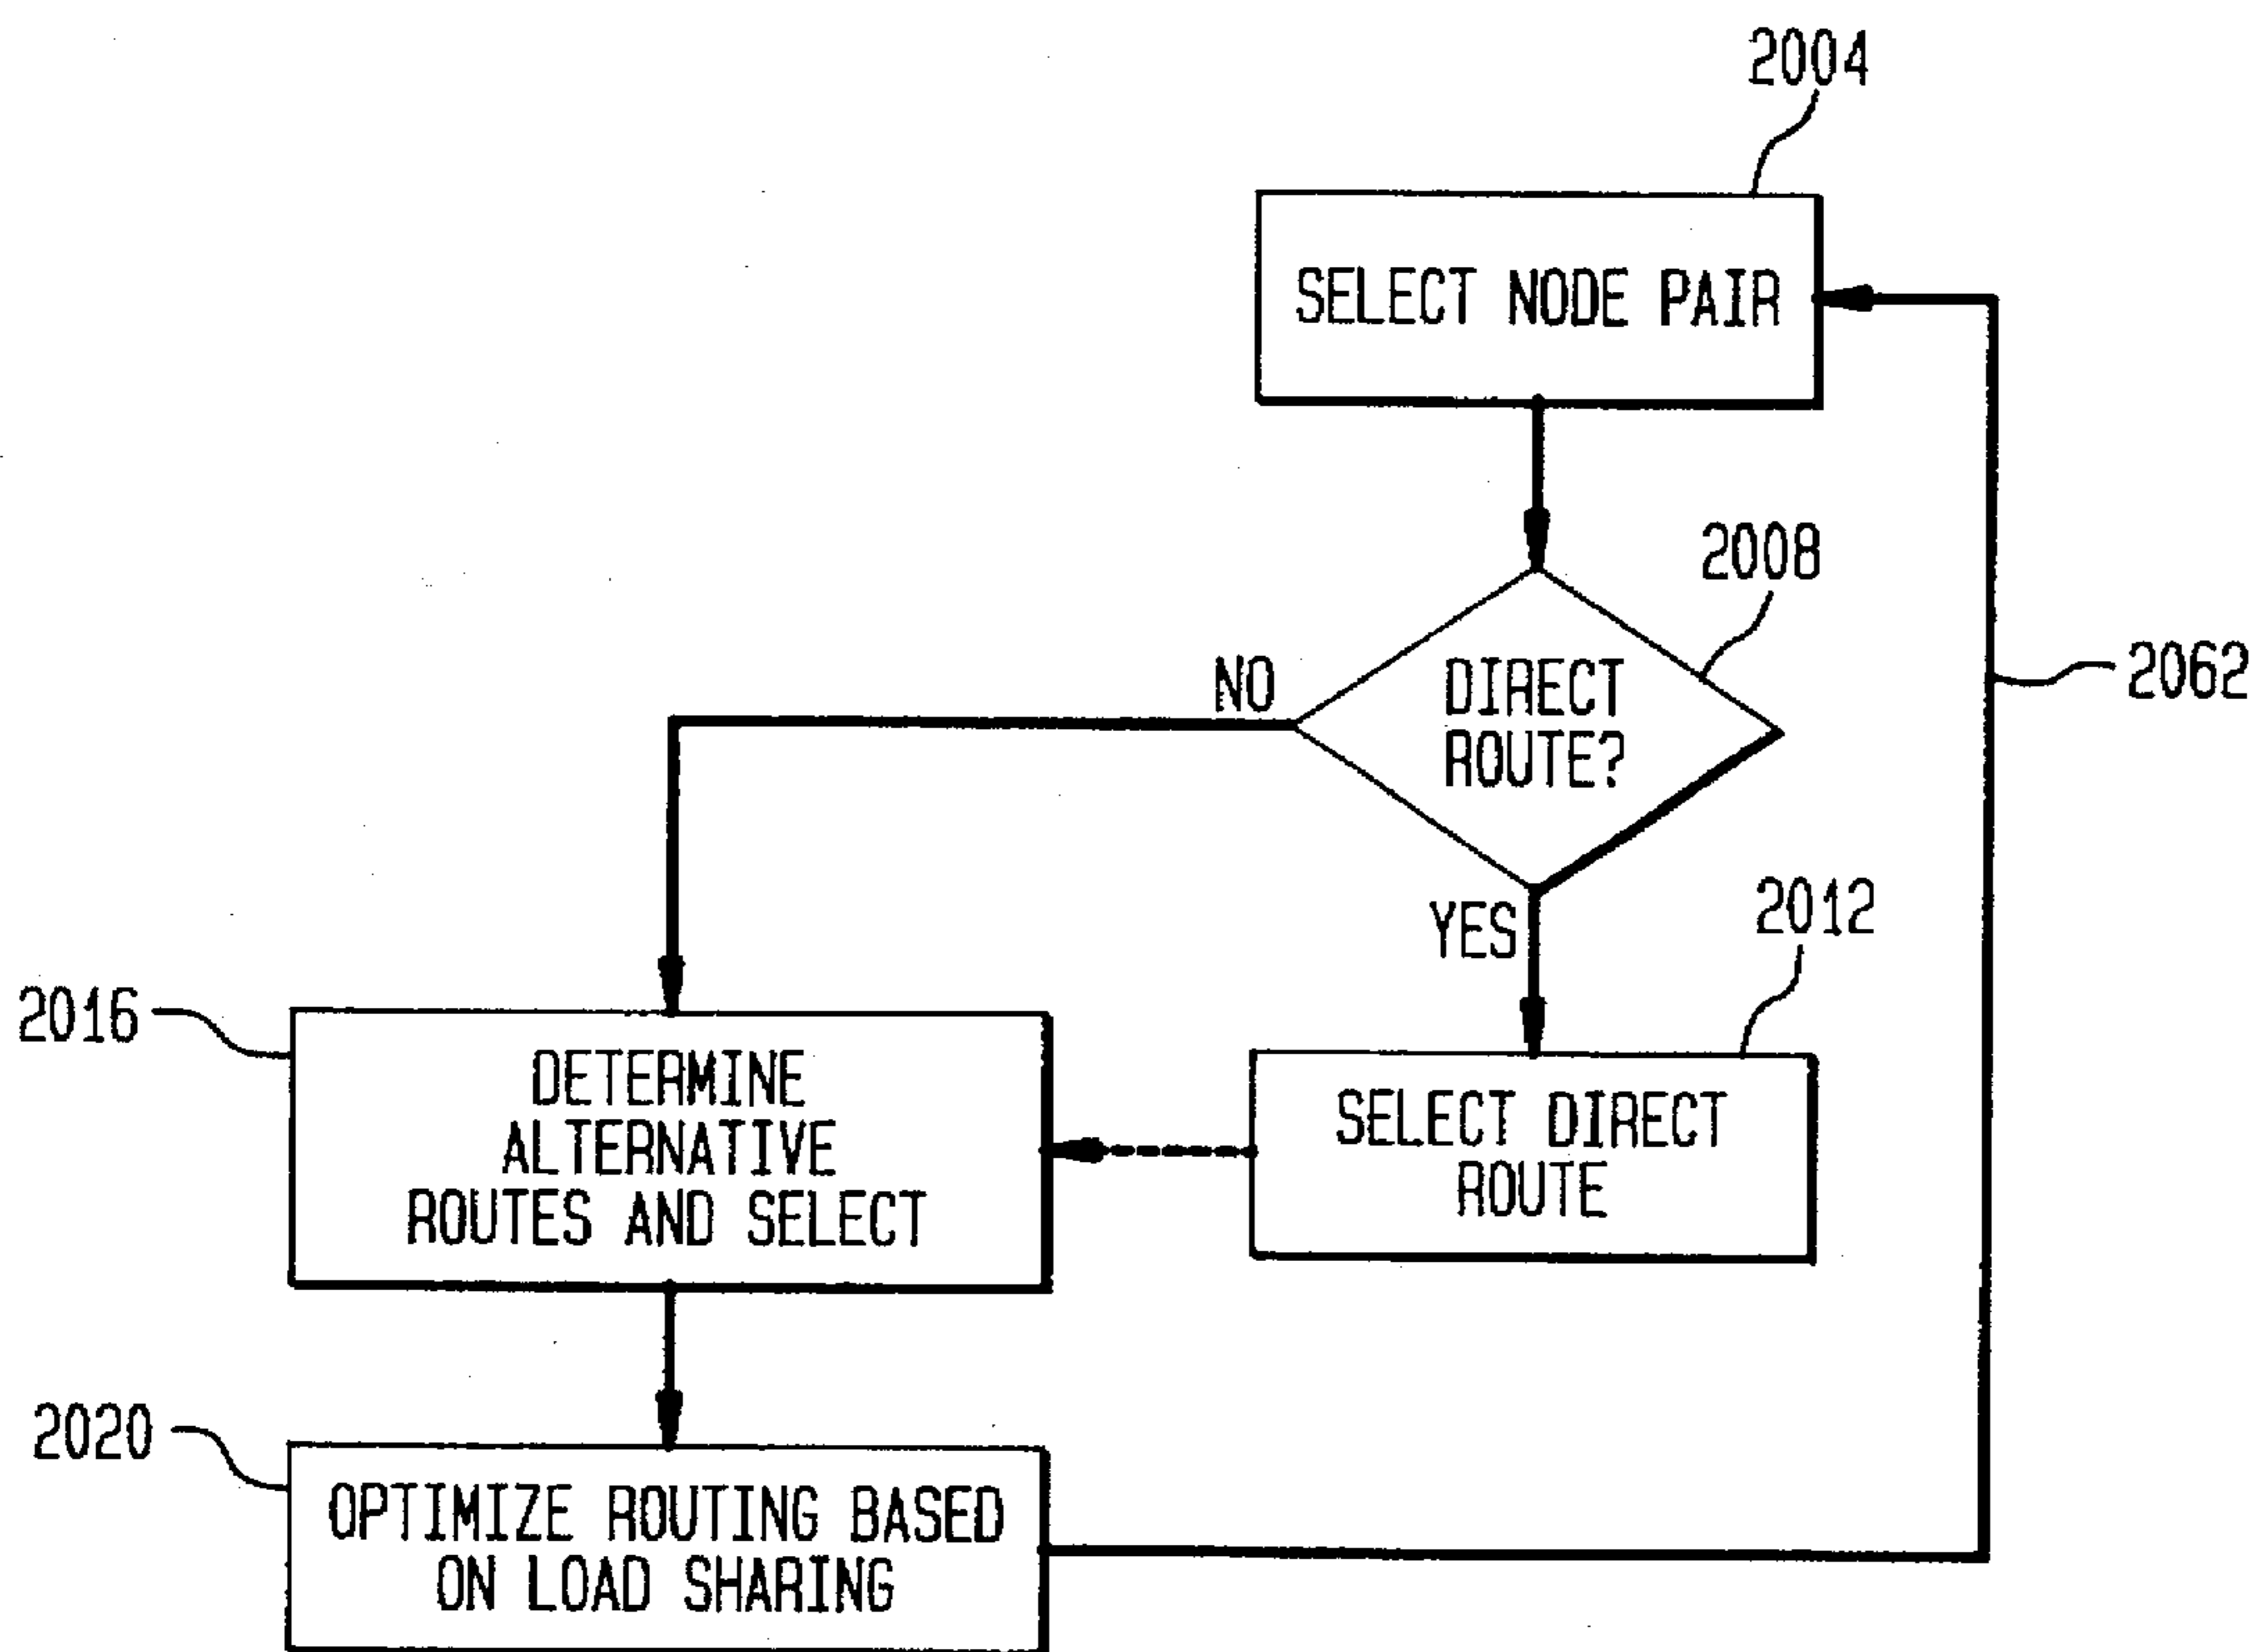 2004
SELECT NODE PAIR
2008
2062
NO
DIRECT
ROUTE?
YES
2012
2016
DETERMINE
ALTERNATIVE
ROUTES AND SELECT
SELECT DIRECT
ROUTE
2020
OPTIMIZE ROUTING BASED
ON LOAD SHARING